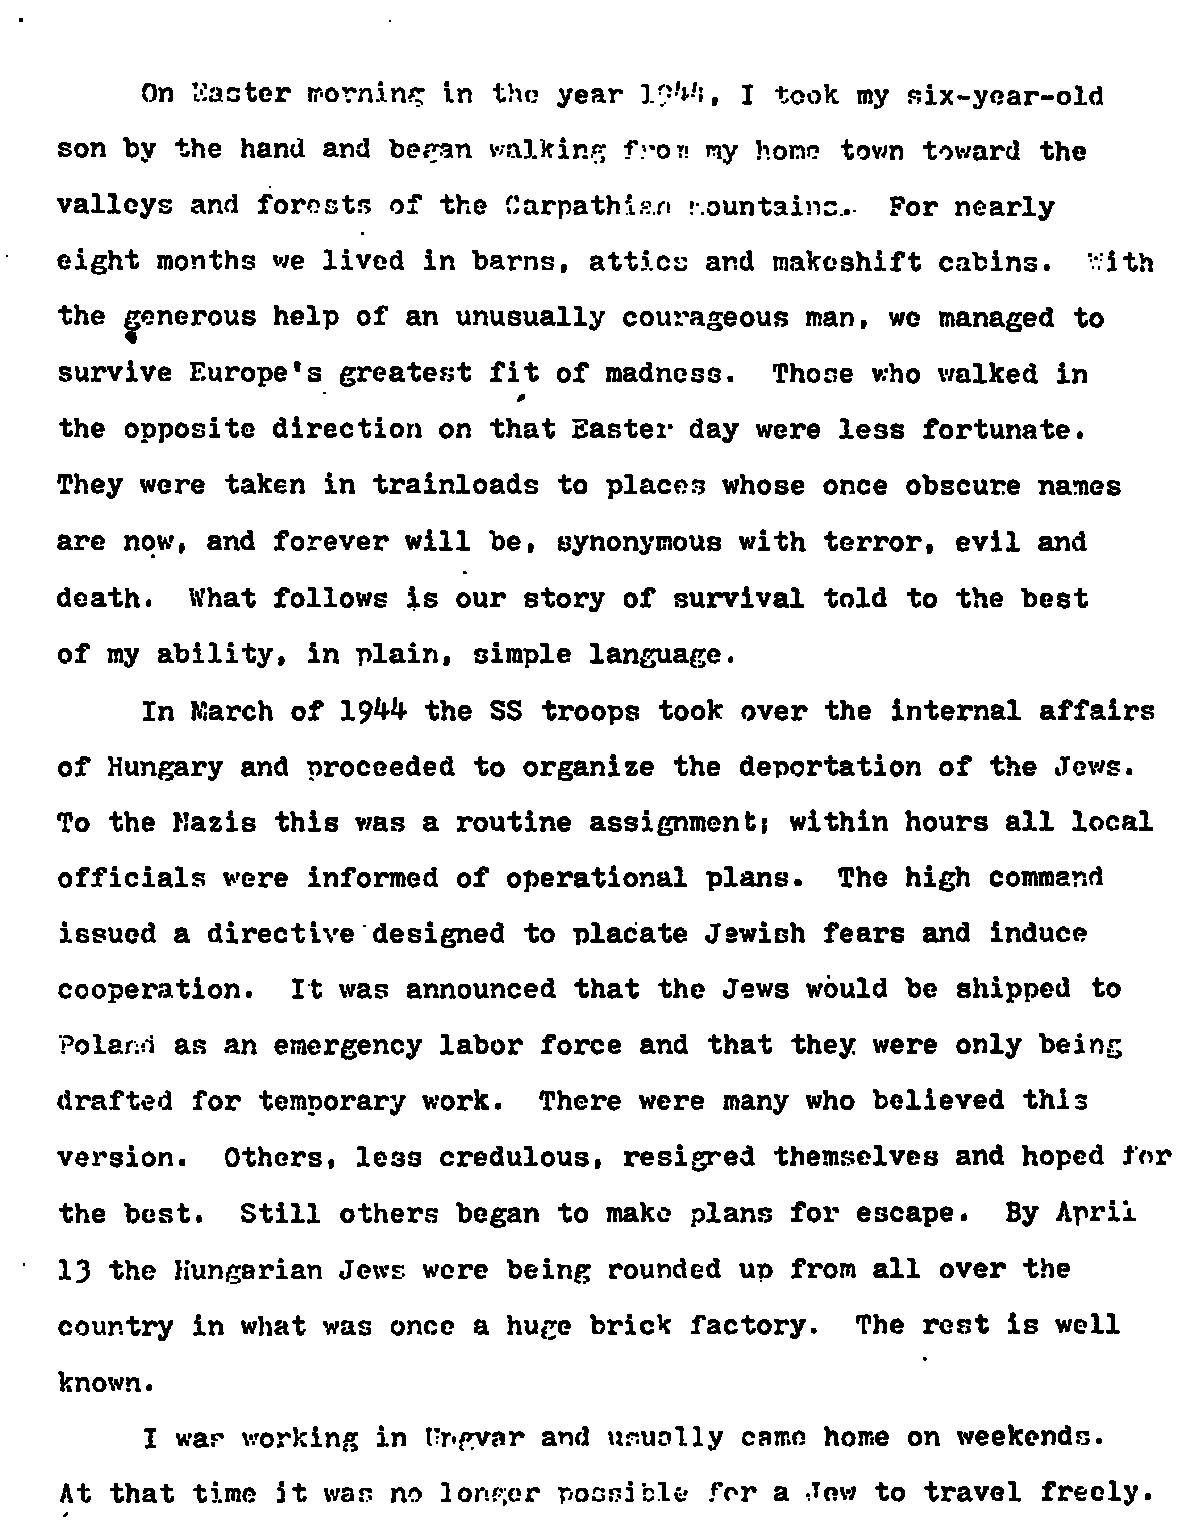 On Easter morning in the year 1944, I took my six-year-old
son by the hand and began walking from my home town toward the
valleys and forests of the Carpathian Mountains. For nearly
eight months we lived in barns, attics and makeshift cabins. With
the generous help of an unusually courageous man, we managed to
survive Europe's greatest fit of madness. Those who walked in
the opposite direction on that Easter day were less fortunate.
They were taken in trainloads to places whose once obscure names
are now, and forever will be, synonymous with terror, evil and
death. What follows is our story of survival told to the best
of my ability, in plain, simple language.
In March of 1944 the SS troops took over the internal affairs
of Hungary and proceeded to organize the deportation of the Jews.
To the Nazis this was a routine assignment; within hours all local
officials were informed of operational plans. The high command
issued a directive designed to placate Jewish fears and induce
cooperation. It was announced that the Jews would be shipped to
Poland as an emergency labor force and that they were only being
drafted for temporary work. There were many who believed this
version. Others, less credulous, resigned themselves and hoped for
the best. Still others began to make plans for escape. By April
13 the Hungarian Jews were being rounded up from all over the
country in what was once a huge brick factory. The rest is well
known.
I was working in Ungvar and usually came home on weekends.
At that time it was no longer possible for a Jew to travel freely.